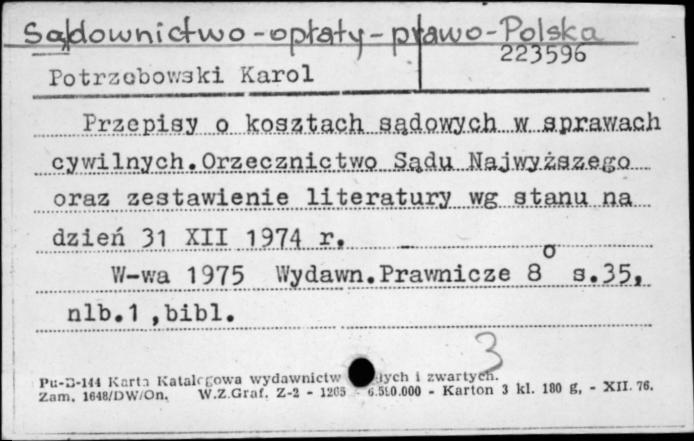 Sądownictwo-opłaty-prawo-Polska
223596
Potrzobowski Karol
Przepisy o kosztach sądowych w sprawach
cywilnych.Orzecznictwo Sądu Najwyższego
oraz zestawienie literatury wg stanu na
dzień 31 XII 1974 r.
W-wa 1975 Wydawn.Prawnicze 8° s.35,
nlb.1 ,bibl.
3
Pu-B-144 Karta Katalogowa wydawnictw ych i zwartych.
Zam. 1648/DW/On. W.Z.Graf. Z-2 - 1265 - 6.500.000 - Karton 3 kl. 180 g, - XII. 76.